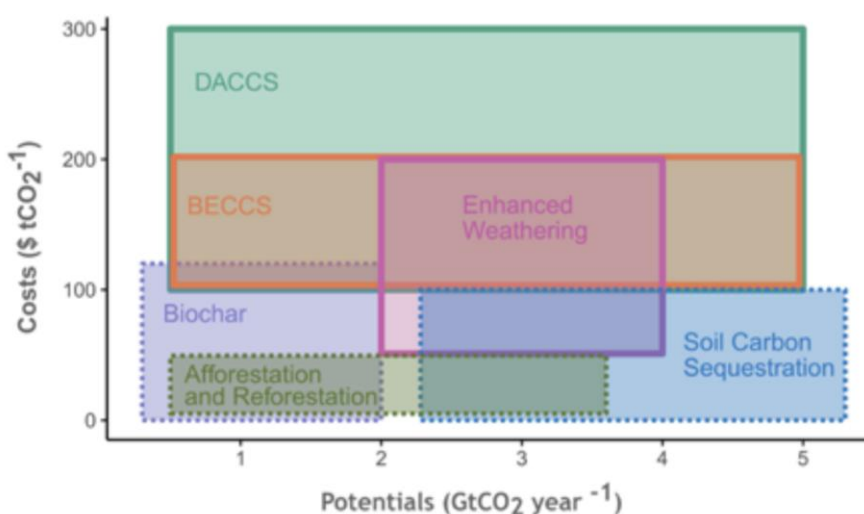 300
DACCS
200
BECCS
Enhanced
Weathering
Costs ($ tCO2-1)
100
Biochar
Soil Carbon
Sequestration
Afforestation
and Reforestation
0
1 2 3 4 5
Potentials (GtCO2 year -1)